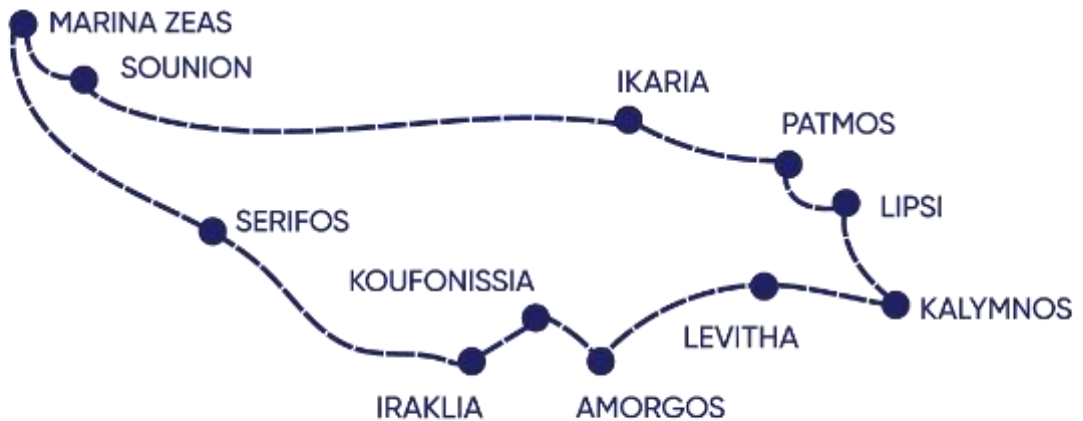 MARINA ZEAS
SOUNION
IKARIA
PATMOS
LIPSI
SERIFOS
KOUFONISSIA
KALYMNOS
LEVITHA
IRAKLIA
AMORGOS